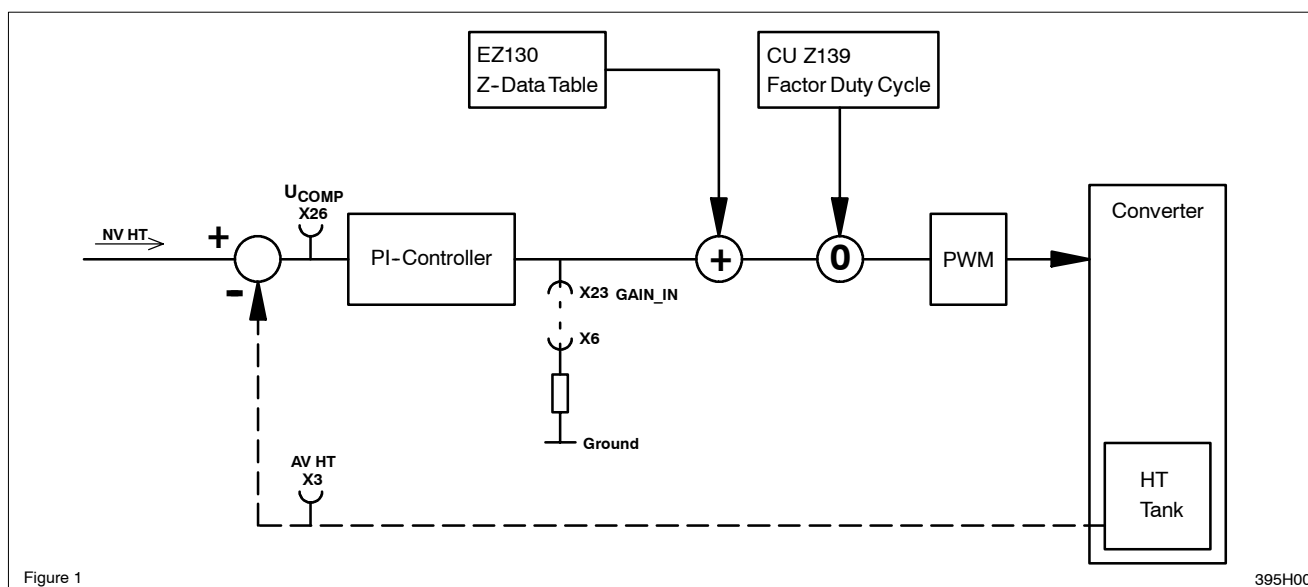 EZ130
Z-Data Table
CU Z139
Factor Duty Cycle
UCOMP
X26
NV HT
+
-
PI-Controller
+
0
PWM
Converter
X23 GAIN_IN
X6
Ground
AV HT
X3
HT
Tank
Figure 1
395H00